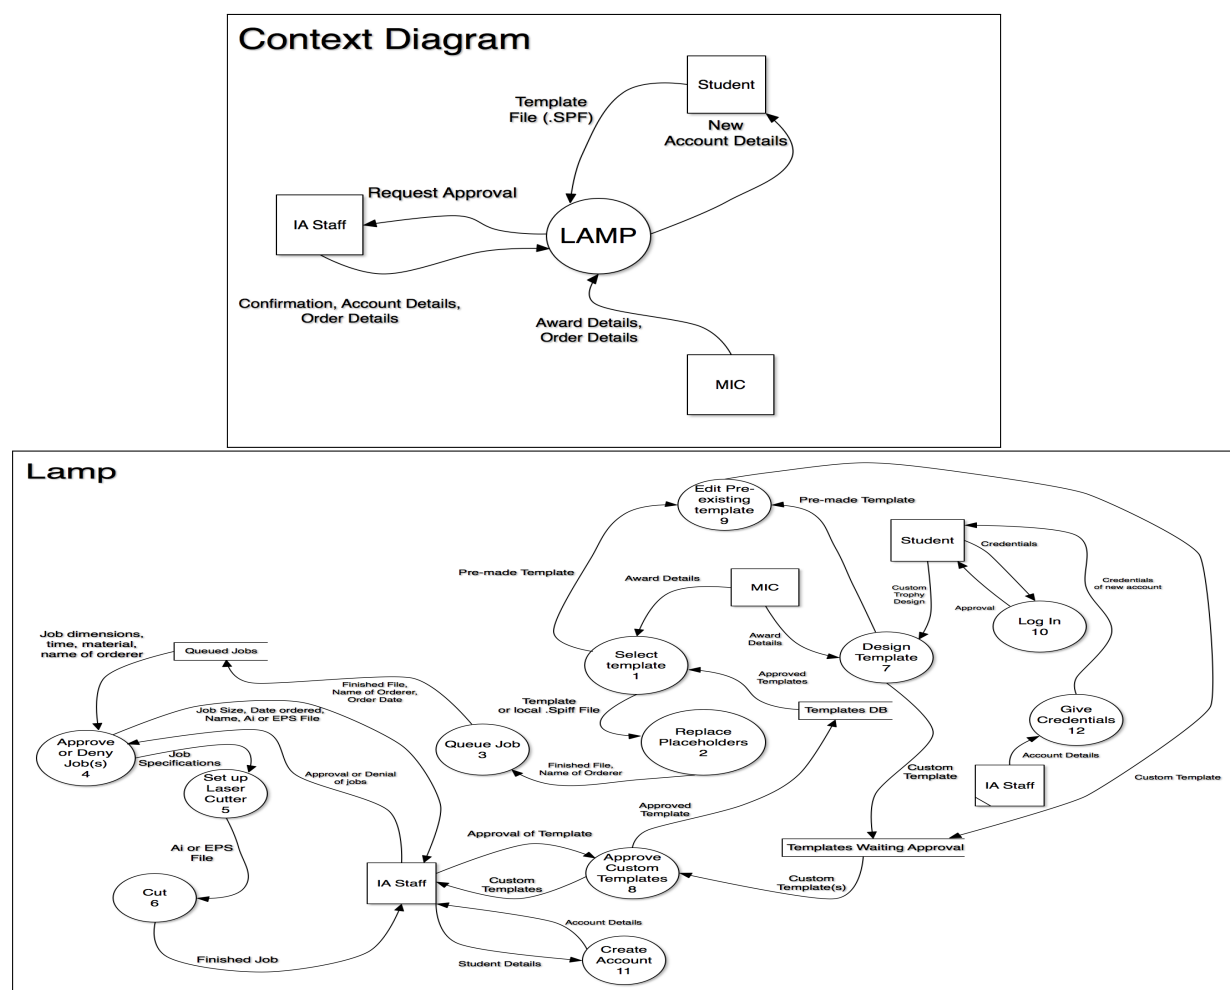 Context Diagram
Student
Template
File (.SPF)
New
Account Details
Request Approval
IA Staff
LAMP
Confirmation, Account Details,
Order Details
Award Details,
Order Details
MIC
Lamp
Edit Pre-
existing
template
9
Pre-made Template
Student
Credentials
Pre-made Template
Award Details
MIC
Custom
Trophy
Design
Approval
Credentials
of new account
Log In
10
Job dimensions,
time, material,
name of orderer
Queued Jobs
Award
Details
Select
template
1
Design
Template
7
Approved
Templates
Finished File,
Name of Orderer,
Order Date
Template
or local .Spiff File
Templates DB
Give
Credentials
12
Job Size, Date ordered,
Name, Ai or EPS File
Approve
or Deny
Job(s)
4
Job
Specifications
Queue Job
3
Replace
Placeholders
2
Account Details
Set up
Laser
Cutter
5
Approval or Denial
of jobs
Finished File,
Name of Orderer
Custom
Template
IA Staff
Custom Template
Approved
Template
Approval of Template
Templates Waiting Approval
Ai or EPS
File
IA Staff
Custom
Templates
Approve
Custom
Templates
8
Custom
Template(s)
Cut
6
Account Details
Create
Account
11
Finished Job
Student Details